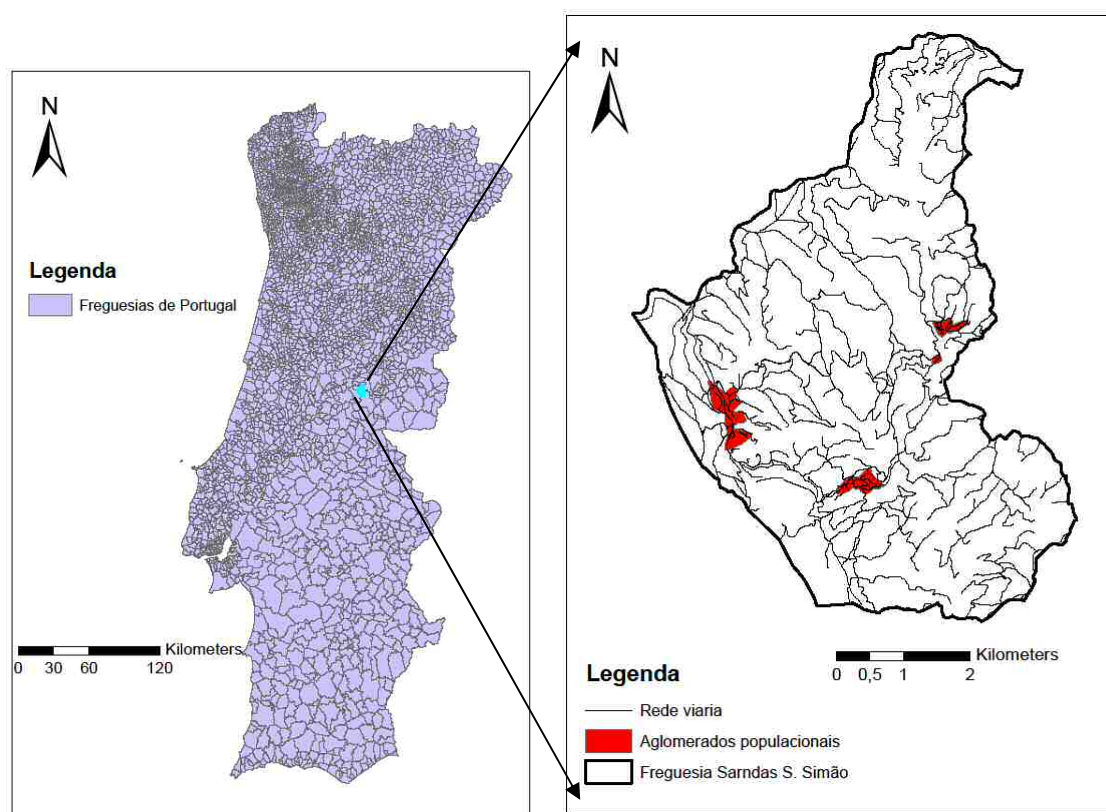 N
Legenda
Freguesias de Portugal
Kilometers
0 30 60 120
N
Kilometers
0 0,5 1 2
Legenda
Rede viaria
Aglomerados populacionais
Freguesia Sarndas S. Simão